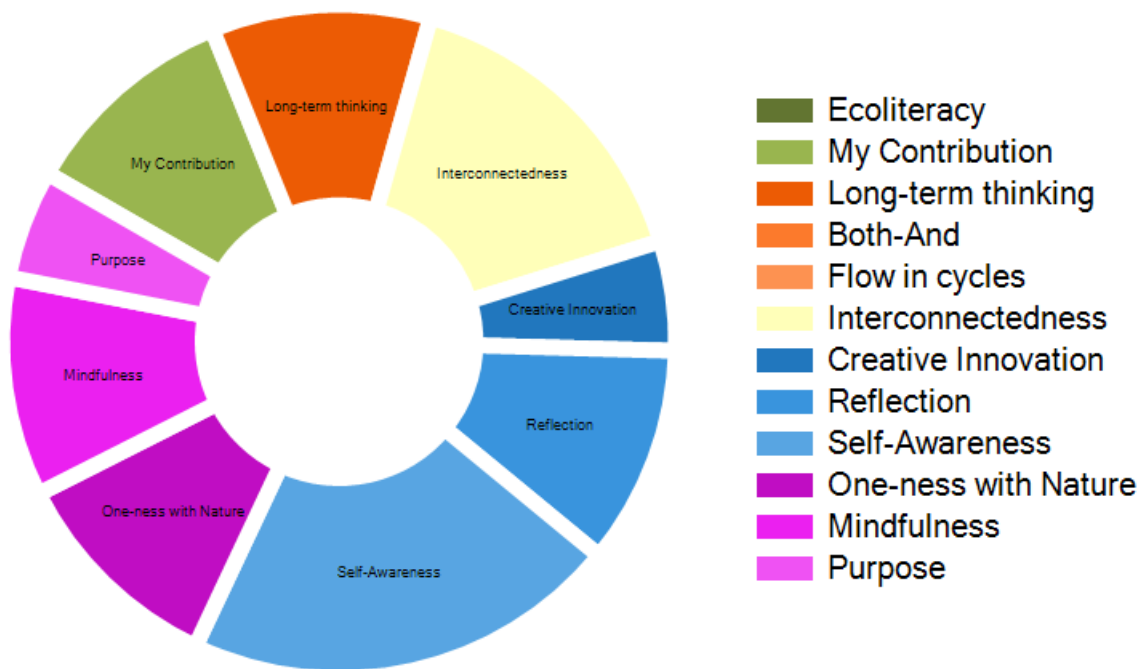 Long-term thinking
My Contribution
Interconnectedness
Purpose
Creative Innovation
Mindfulness
Reflection
One-ness with Nature
Self-Awareness
Ecoliteracy
My Contribution
Long-term thinking
Both-And
Flow in cycles
Interconnectedness
Creative Innovation
Reflection
Self-Awareness
One-ness with Nature
Mindfulness
Purpose